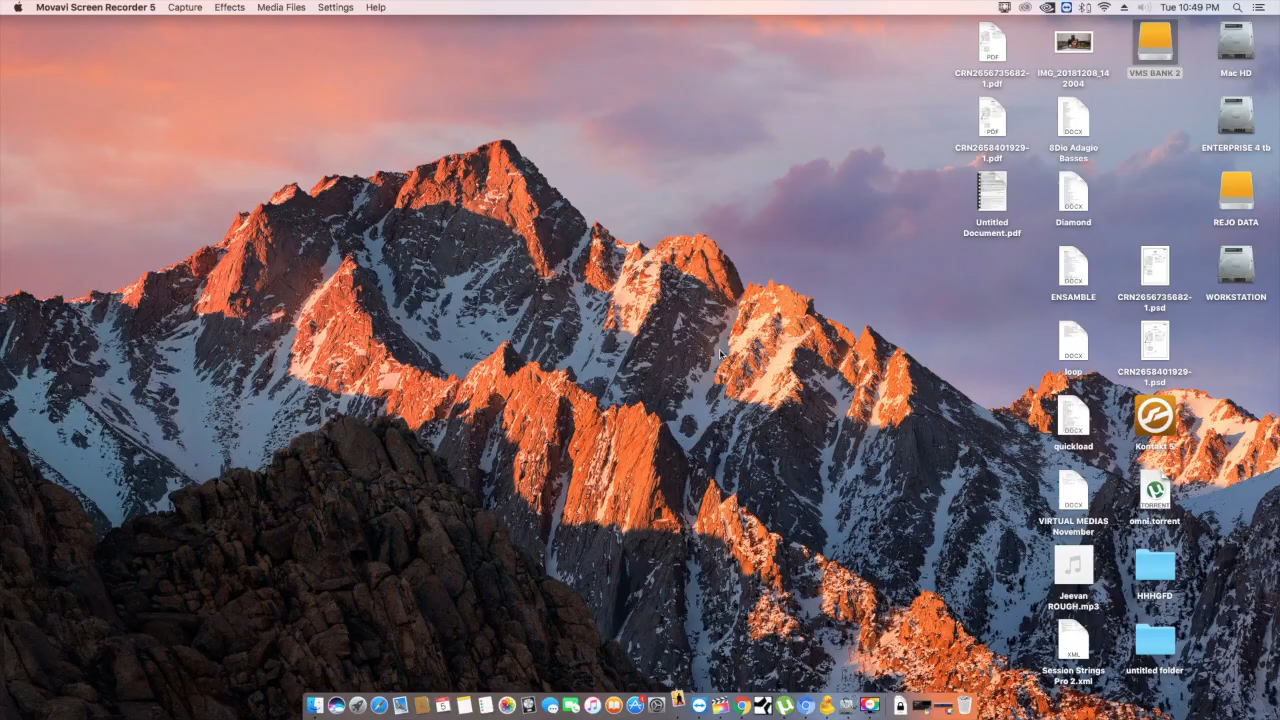 Movavi Screen Recorder 5 Capture Effects Media Files Settings Help Tue 10:49 PM
CRN2656735682-
1.pdf
IMG_20181208_14
2004
VMS BANK 2
Mac HD
PDF
CRN2658401929-
1.pdf
PDF
8Dio Adagio
Basses
DOCX
ENTERPRISE 4 tb
Untitled
Document.pdf
Diamond
DOCX
REJO DATA
ENSAMBLE
DOCX
CRN2656735682-
1.psd
WORKSTATION
loop
DOCX
CRN2658401929-
1.psd
quickload
DOCX
Kontakt 5
VIRTUAL MEDIAS
November
DOCX
omni.torrent
TORRENT
Jeevan
ROUGH.mp3
HHHGFD
Session Strings
Pro 2.xml
XML
untitled folder
5